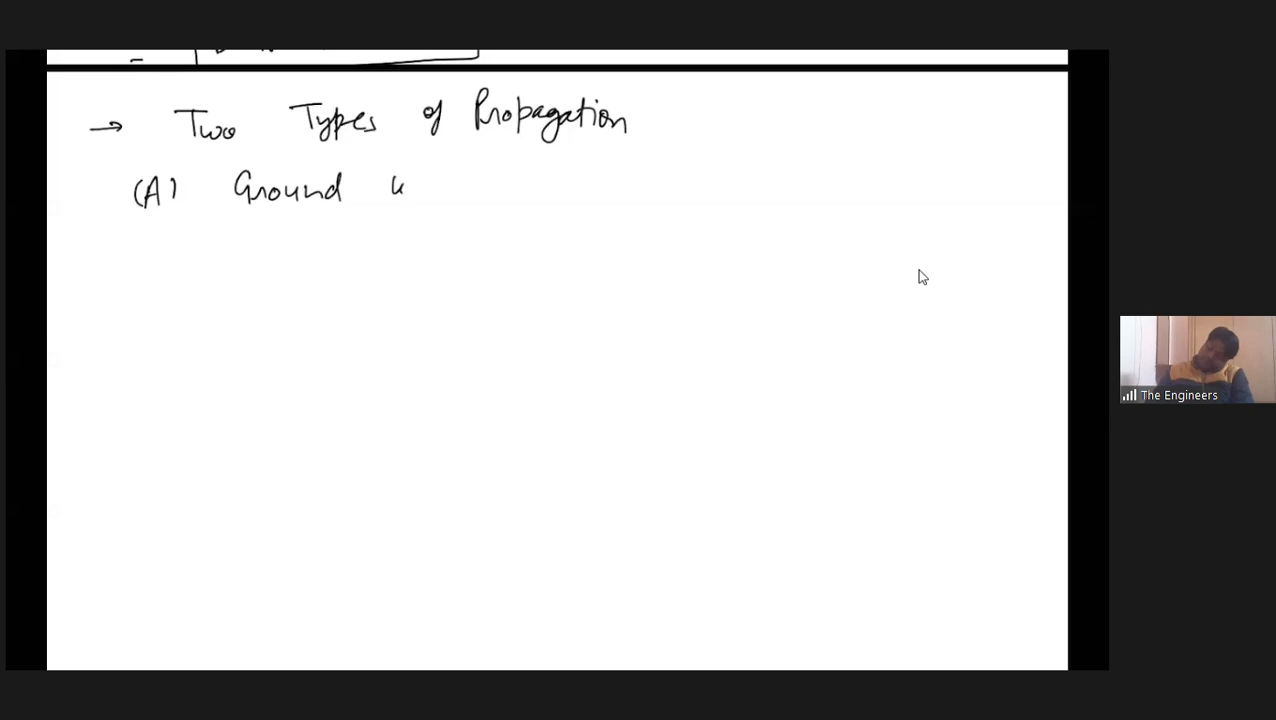 → Two Types of Propagation
(A) Ground
The Engineers